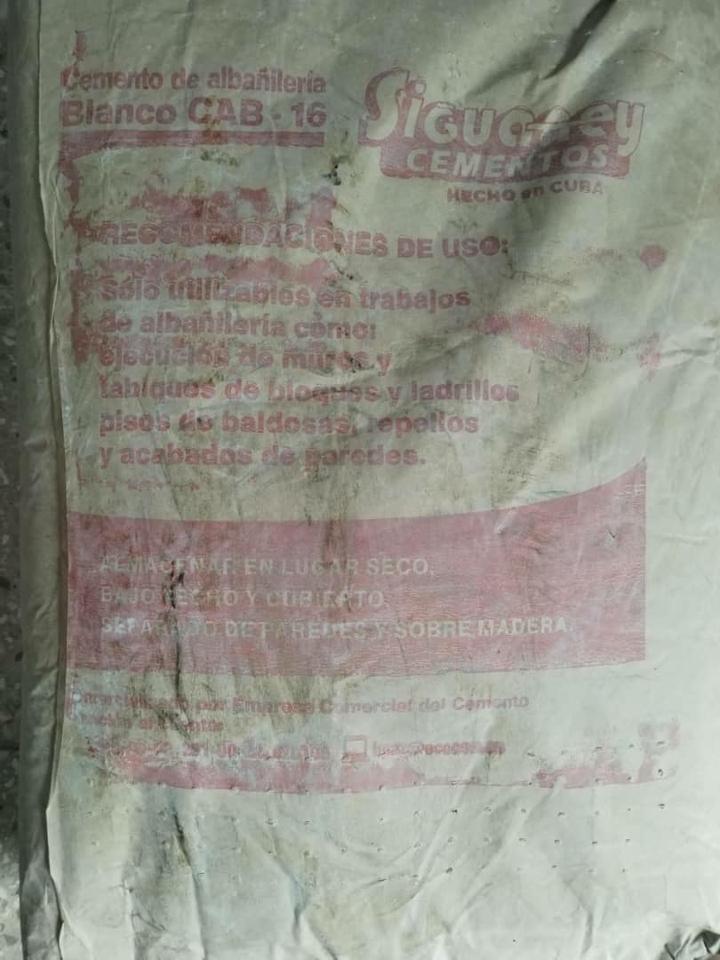 Cemento de albañilería
Blanco CAB - 16
Siguaney
CEMENTOS
HECHO en CUBA
RECOMENDACIONES DE USO:
Solo utilizables en trabajos
de albañilería como:
ejecución de muros y
tabiques de bloques y ladrillos
pisos de baldosas, repellos
y acabados de paredes.
ALMACENAR EN LUGAR SECO,
BAJO TECHO Y CUBIERTO,
SEPARADO DE PAREDES Y SOBRE MADERA.
Comercializado por Empresa Comercial del Cemento